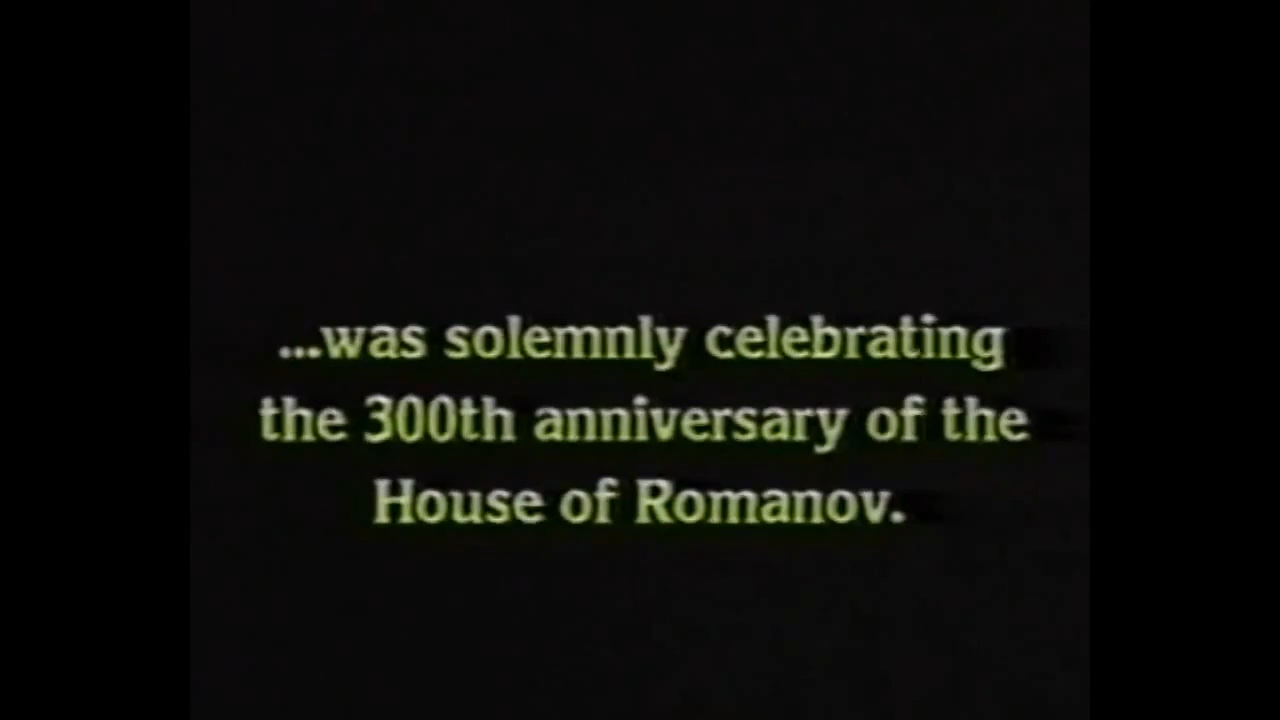 ...was solemnly celebrating
the 300th anniversary of the
House of Romanov.